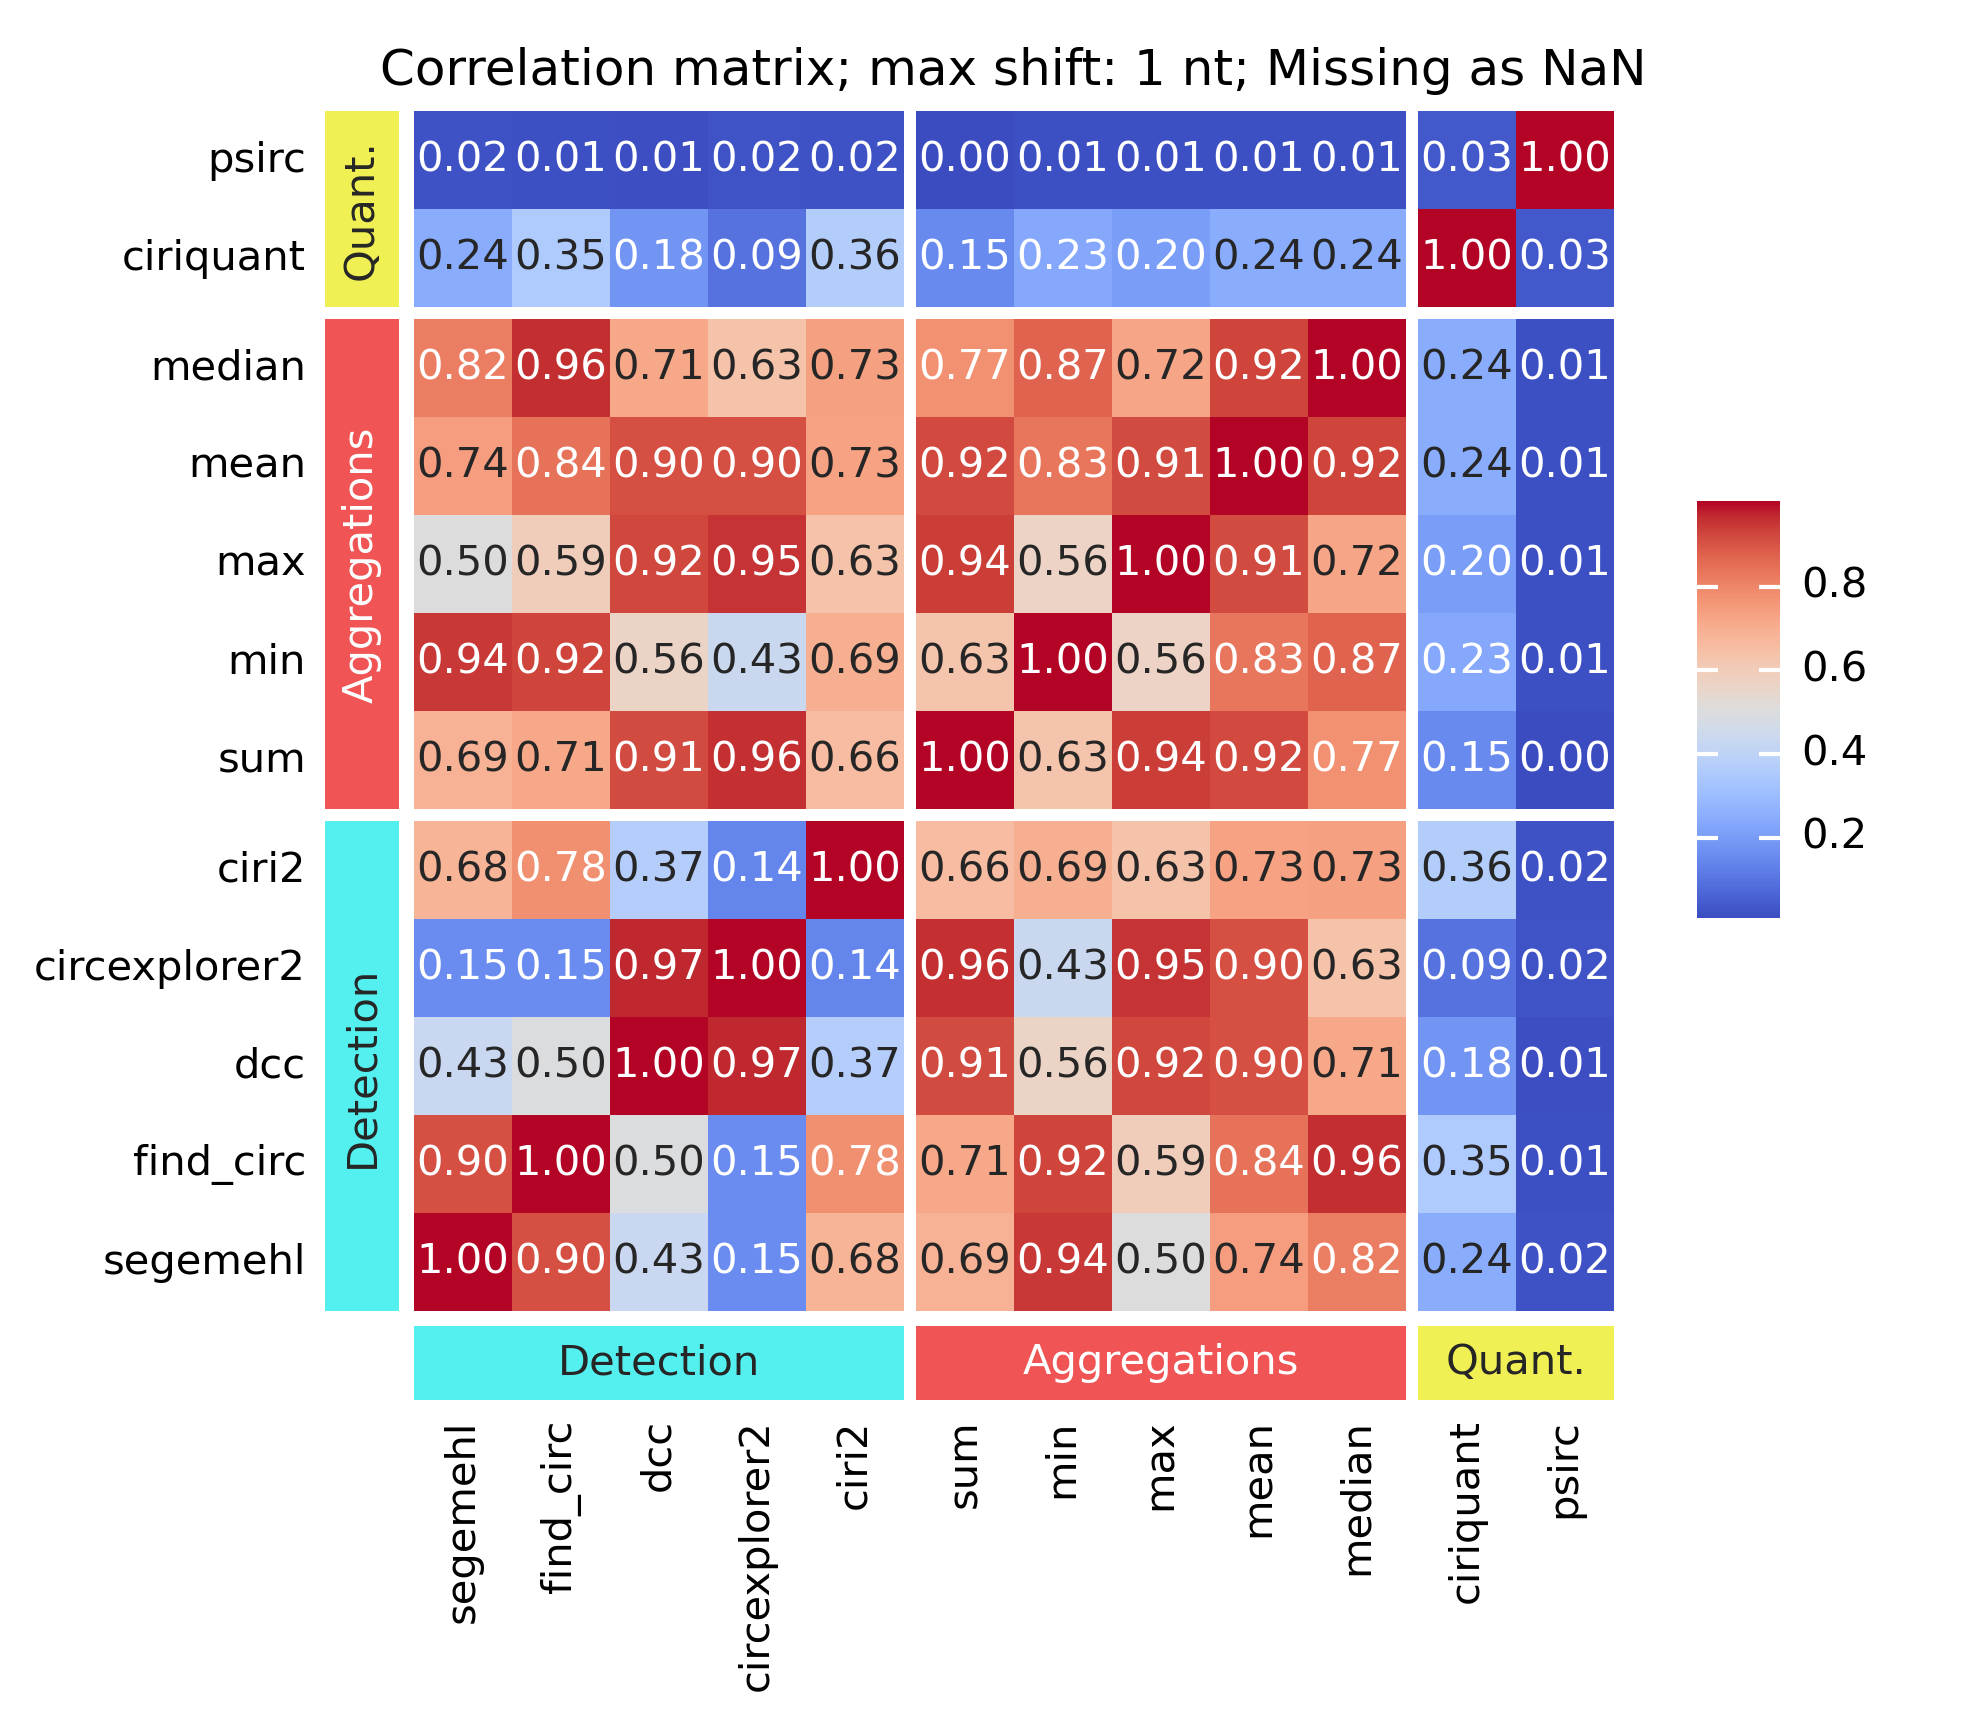 Correlation matrix; max shift: 1 nt; Missing as NaN
psirc 0.02 0.01 0.01 0.02 0.02 0.00 0.01 0.01 0.01 0.01 0.03 1.00
ciriquant 0.24 0.35 0.18 0.09 0.36 0.15 0.23 0.20 0.24 0.24 1.00 0.03
Quant.
median 0.82 0.96 0.71 0.63 0.73 0.77 0.87 0.72 0.92 1.00 0.24 0.01
mean 0.74 0.84 0.90 0.90 0.73 0.92 0.83 0.91 1.00 0.92 0.24 0.01
max 0.50 0.59 0.92 0.95 0.63 0.94 0.56 1.00 0.91 0.72 0.20 0.01
min 0.94 0.92 0.56 0.43 0.69 0.63 1.00 0.56 0.83 0.87 0.23 0.01
sum 0.69 0.71 0.91 0.96 0.66 1.00 0.63 0.94 0.92 0.77 0.15 0.00
Aggregations
ciri2 0.68 0.78 0.37 0.14 1.00 0.66 0.69 0.63 0.73 0.73 0.36 0.02
circexplorer2 0.15 0.15 0.97 1.00 0.14 0.96 0.43 0.95 0.90 0.63 0.09 0.02
dcc 0.43 0.50 1.00 0.97 0.37 0.91 0.56 0.92 0.90 0.71 0.18 0.01
find_circ 0.90 1.00 0.50 0.15 0.78 0.71 0.92 0.59 0.84 0.96 0.35 0.01
segemehl 1.00 0.90 0.43 0.15 0.68 0.69 0.94 0.50 0.74 0.82 0.24 0.02
Detection
Detection Aggregations Quant.
segemehl
find_circ
dcc
circexplorer2
ciri2
sum
min
max
mean
median
ciriquant
psirc
0.8
0.6
0.4
0.2